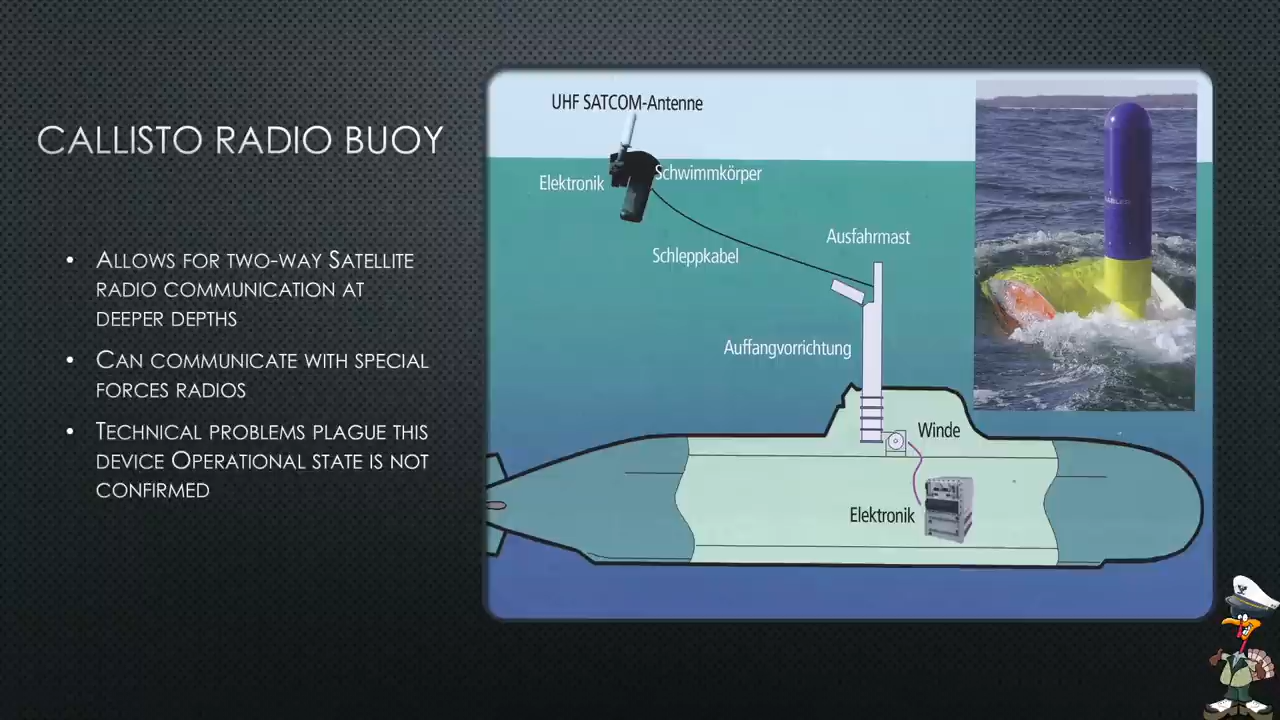 CALLISTO RADIO BUOY
• ALLOWS FOR TWO-WAY SATELLITE
RADIO COMMUNICATION AT
DEEPER DEPTHS
• CAN COMMUNICATE WITH SPECIAL
FORCES RADIOS
• TECHNICAL PROBLEMS PLAGUE THIS
DEVICE OPERATIONAL STATE IS NOT
CONFIRMED
UHF SATCOM-Antenne
Schwimmkörper
Elektronik
Ausfahrmast
Schleppkabel
Auffangvorrichtung
Winde
Elektronik